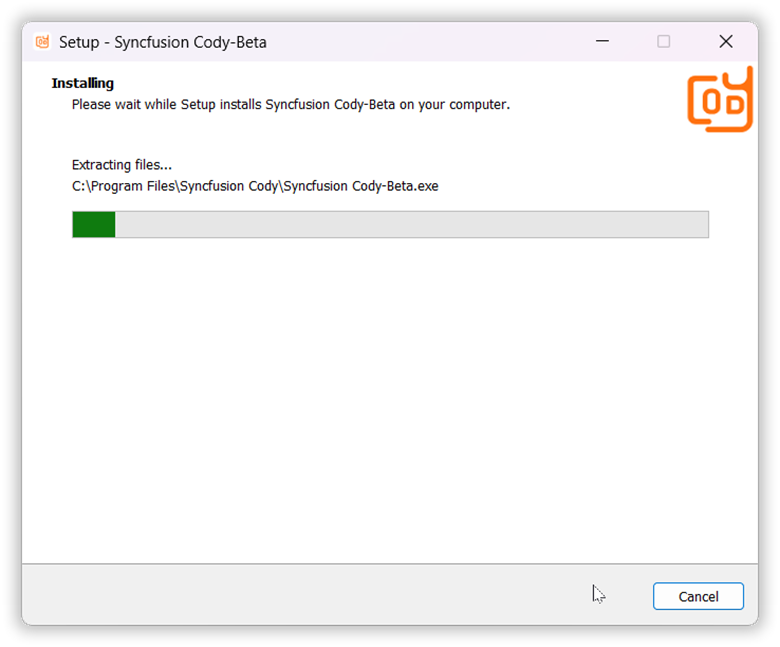 Setup - Syncfusion Cody-Beta
Installing
Please wait while Setup installs Syncfusion Cody-Beta on your computer.
Extracting files...
C:\Program Files\Syncfusion Cody\Syncfusion Cody-Beta.exe
Cancel